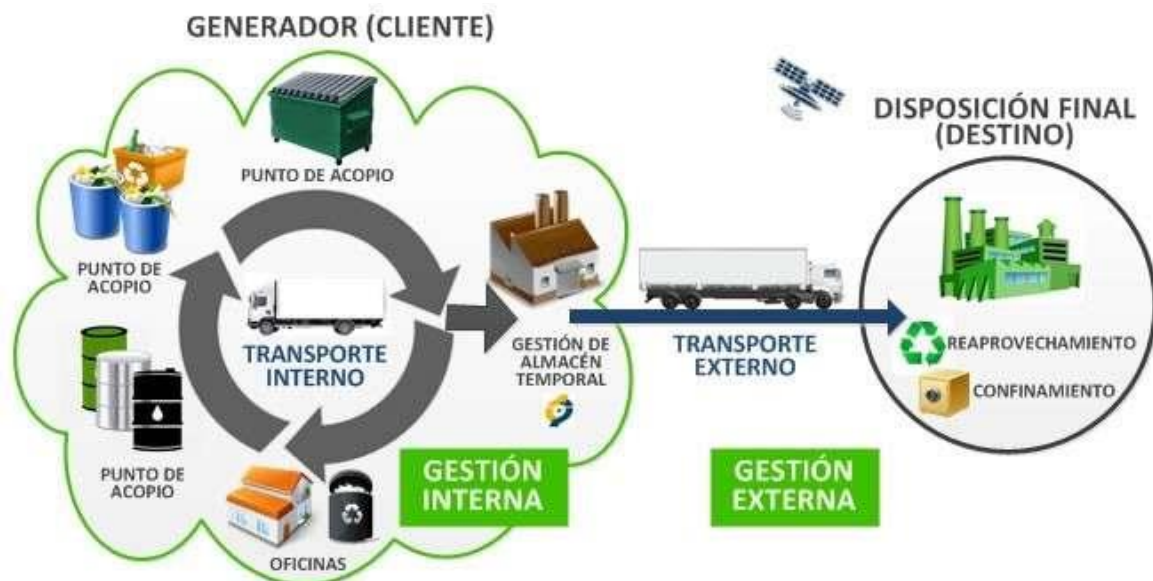 GENERADOR (CLIENTE)
PUNTO DE ACOPIO
PUNTO DE
ACOPIO
TRANSPORTE
INTERNO
PUNTO DE
ACOPIO
OFICINAS
GESTIÓN DE
ALMACÉN
TEMPORAL
GESTIÓN
INTERNA
TRANSPORTE
EXTERNO
GESTIÓN
EXTERNA
DISPOSICIÓN FINAL
(DESTINO)
REAPROVECHAMIENTO
CONFINAMIENTO